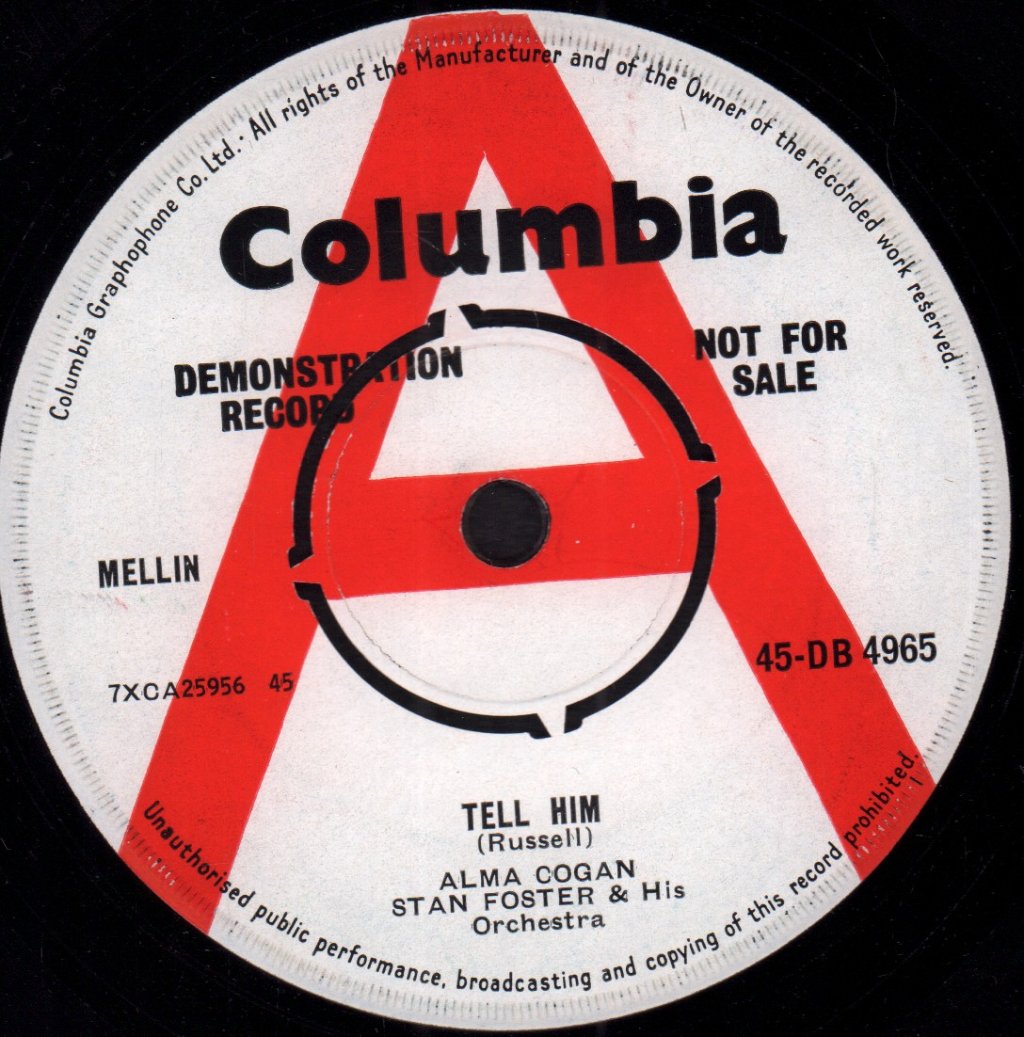 Columbia Graphophone Co. Ltd. · All rights of the Manufacturer and of the Owner of the recorded work reserved.
Columbia
DEMONSTRATION
RECORD
NOT FOR
SALE
MELLIN
7XCA25956 45
45-DB 4965
TELL HIM
(Russell)
ALMA COGAN
STAN FOSTER & His
Orchestra
Unauthorised public performance, broadcasting and copying of this record prohibited.